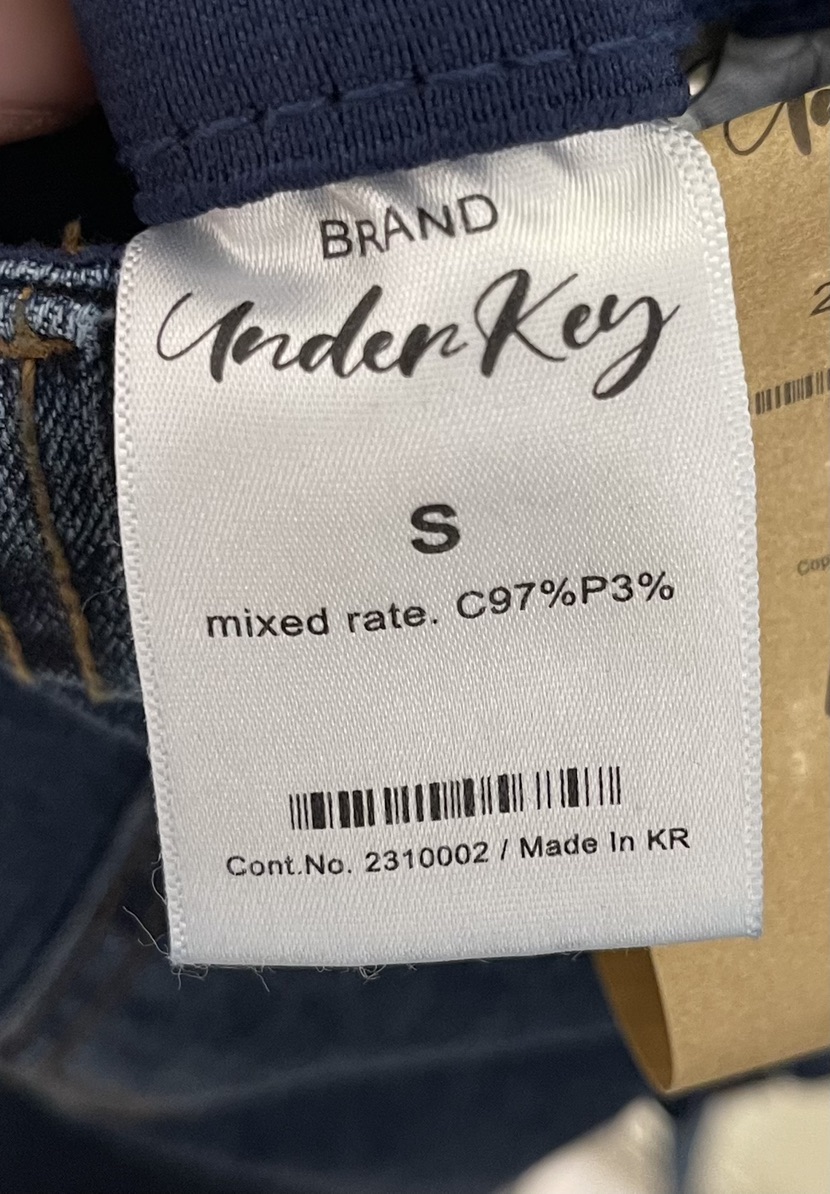 BRAND
Under Key
S
mixed rate. C97%P3%
Cont.No. 2310002 / Made In KR